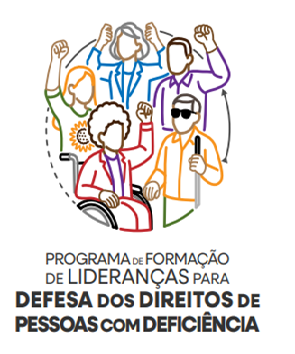 PROGRAMA DE FORMAÇÃO
DE LIDERANÇAS PARA
DEFESA DOS DIREITOS DE
PESSOAS COM DEFICIÊNCIA